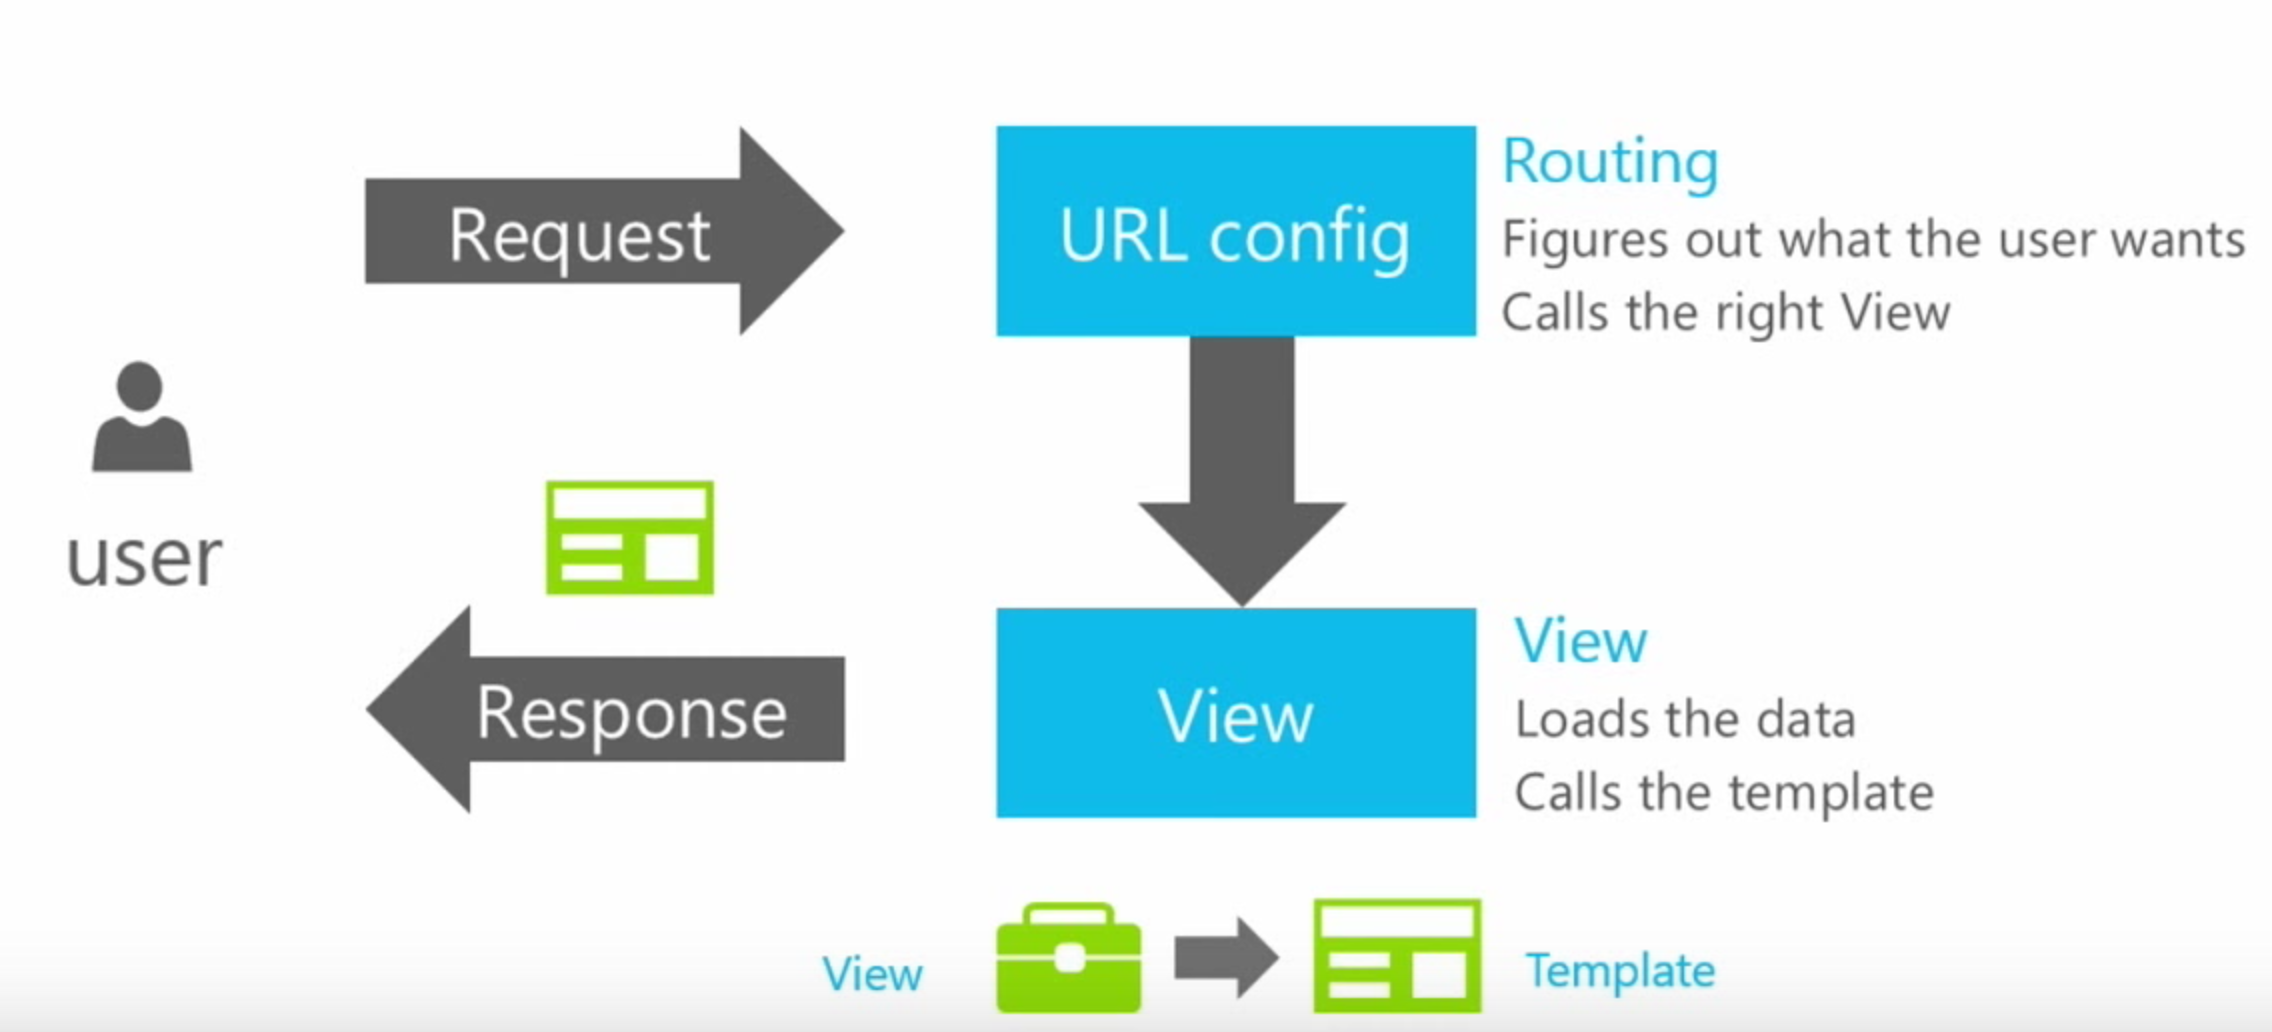 Request
URL config
Routing
Figures out what the user wants
Calls the right View
user
Response
View
View
Loads the data
Calls the template
View
Template